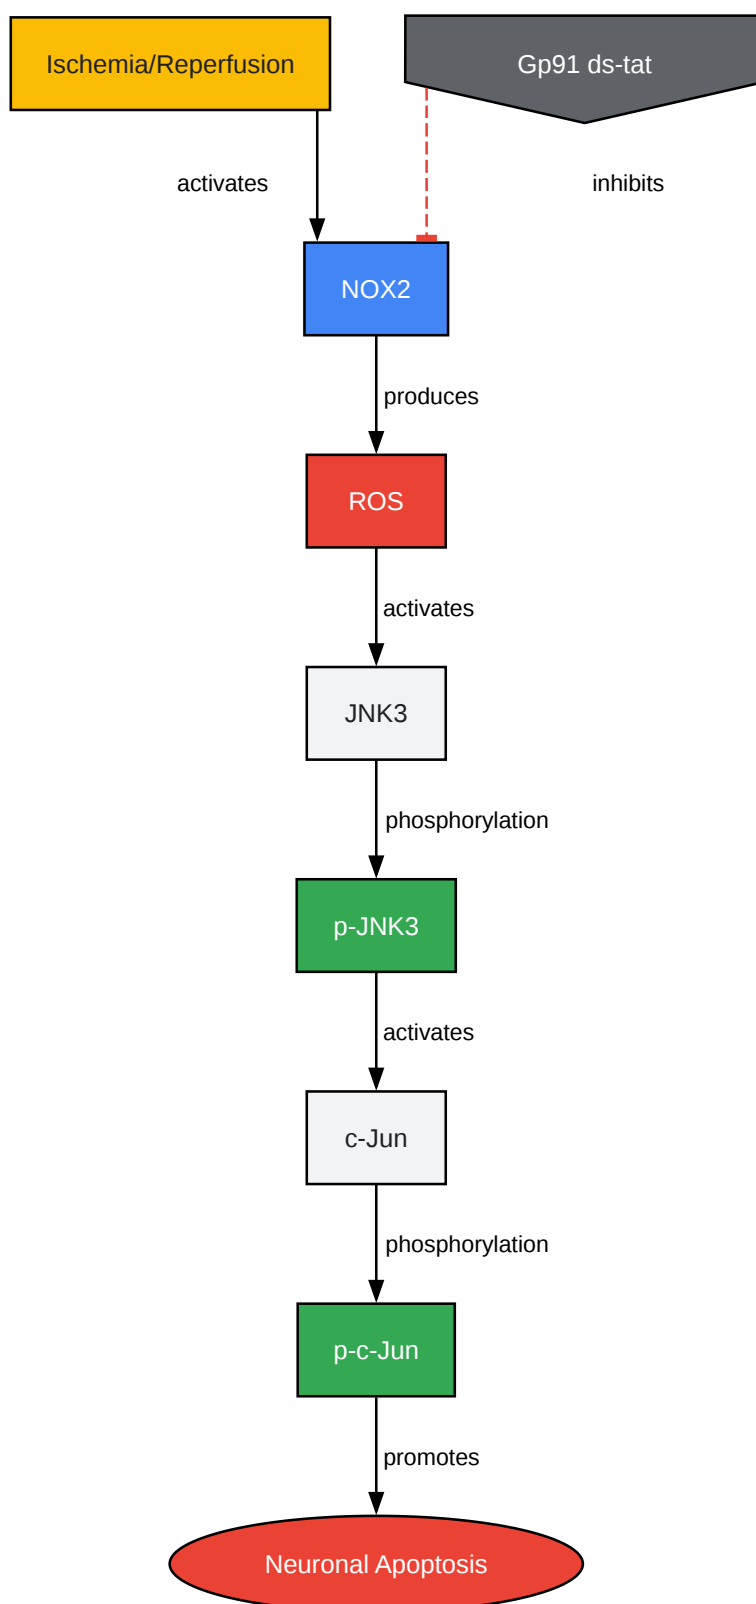 Ischemia/Reperfusion
Gp91 ds-tat
activates
inhibits
NOX2
produces
ROS
activates
JNK3
phosphorylation
p-JNK3
activates
c-Jun
phosphorylation
p-c-Jun
promotes
Neuronal Apoptosis